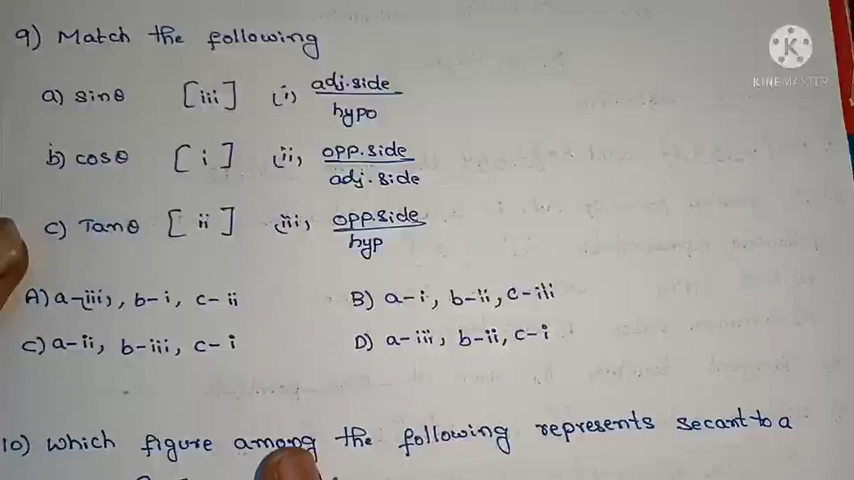 K
KINEMASTER
9) Match the following
a) sinθ [iii] (i) adj.side / hypo
b) cosθ [i] (ii) opp.side / adj.side
c) Tanθ [ii] (iii) opp.side / hyp
A) a-iii, b-i, c-ii B) a-i, b-ii, c-iii
C) a-ii, b-iii, c-i D) a-iii, b-ii, c-i
10) which figure among the following represents secant to a